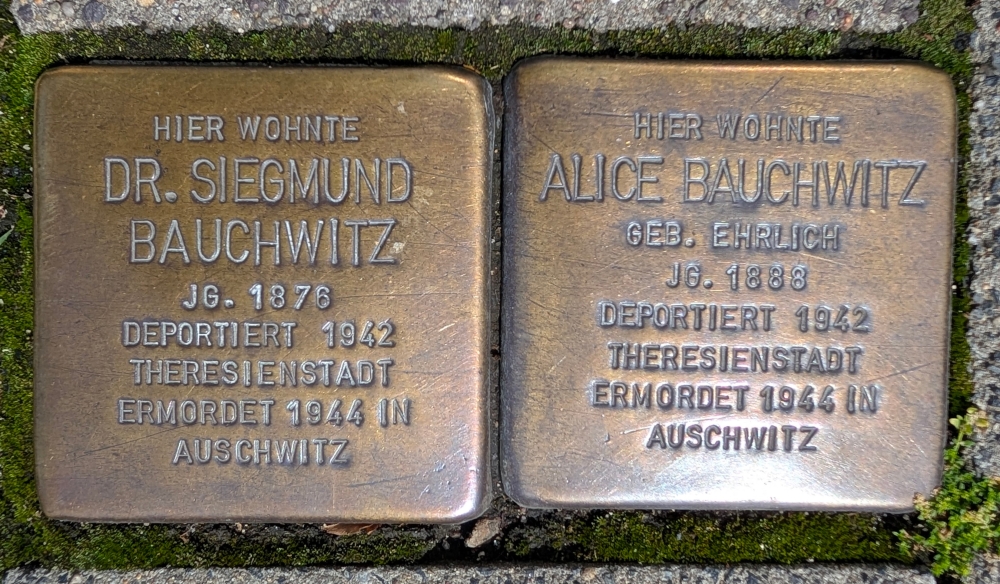 HIER WOHNTE
DR. SIEGMUND
BAUCHWITZ
JG. 1876
DEPORTIERT 1942
THERESIENSTADT
ERMORDET 1944 IN
AUSCHWITZ
HIER WOHNTE
ALICE BAUCHWITZ
GEB. EHRLICH
JG. 1888
DEPORTIERT 1942
THERESIENSTADT
ERMORDET 1944 IN
AUSCHWITZ